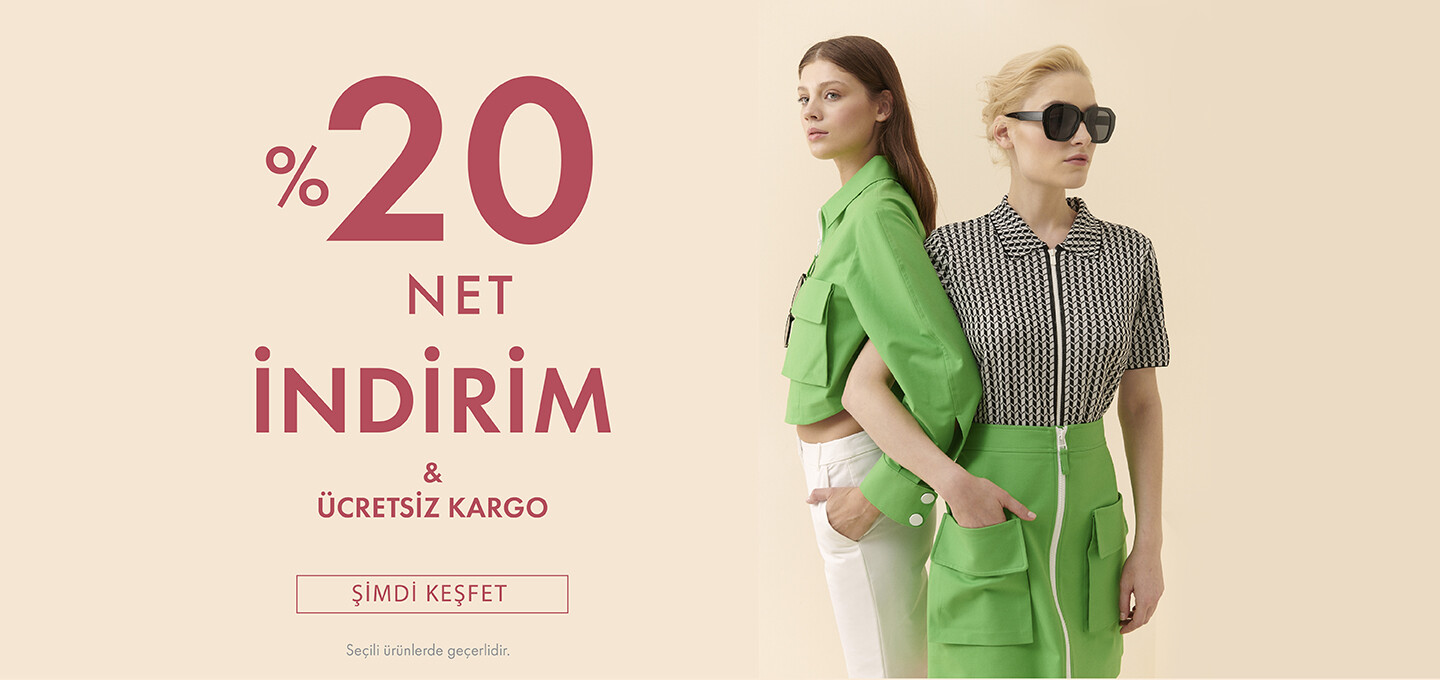 %20
NET
İNDİRİM
&
ÜCRETSİZ KARGO
ŞİMDİ KEŞFET
Seçili ürünlerde geçerlidir.